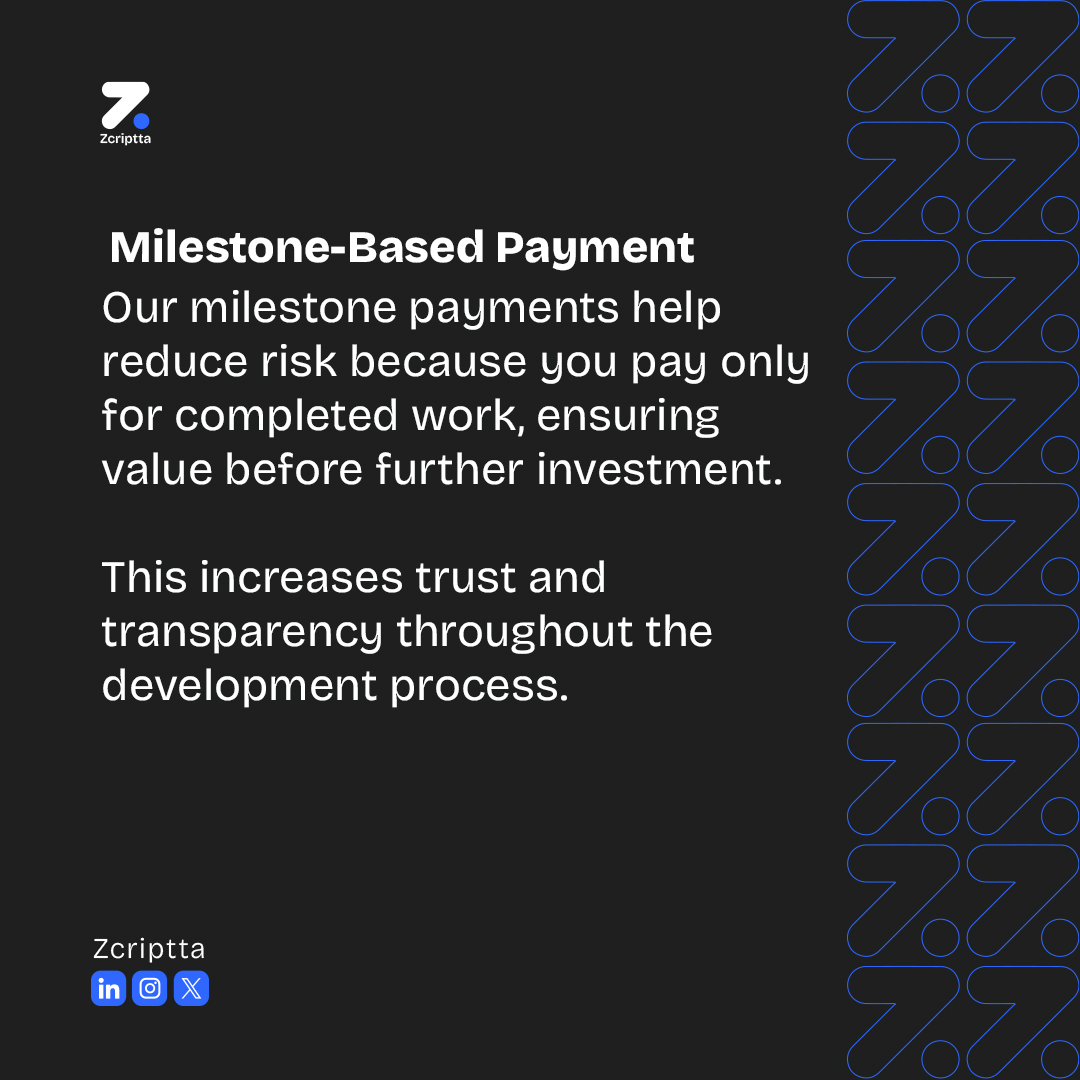 Zcriptta
Milestone-Based Payment
Our milestone payments help
reduce risk because you pay only
for completed work, ensuring
value before further investment.
This increases trust and
transparency throughout the
development process.
Zcriptta
in